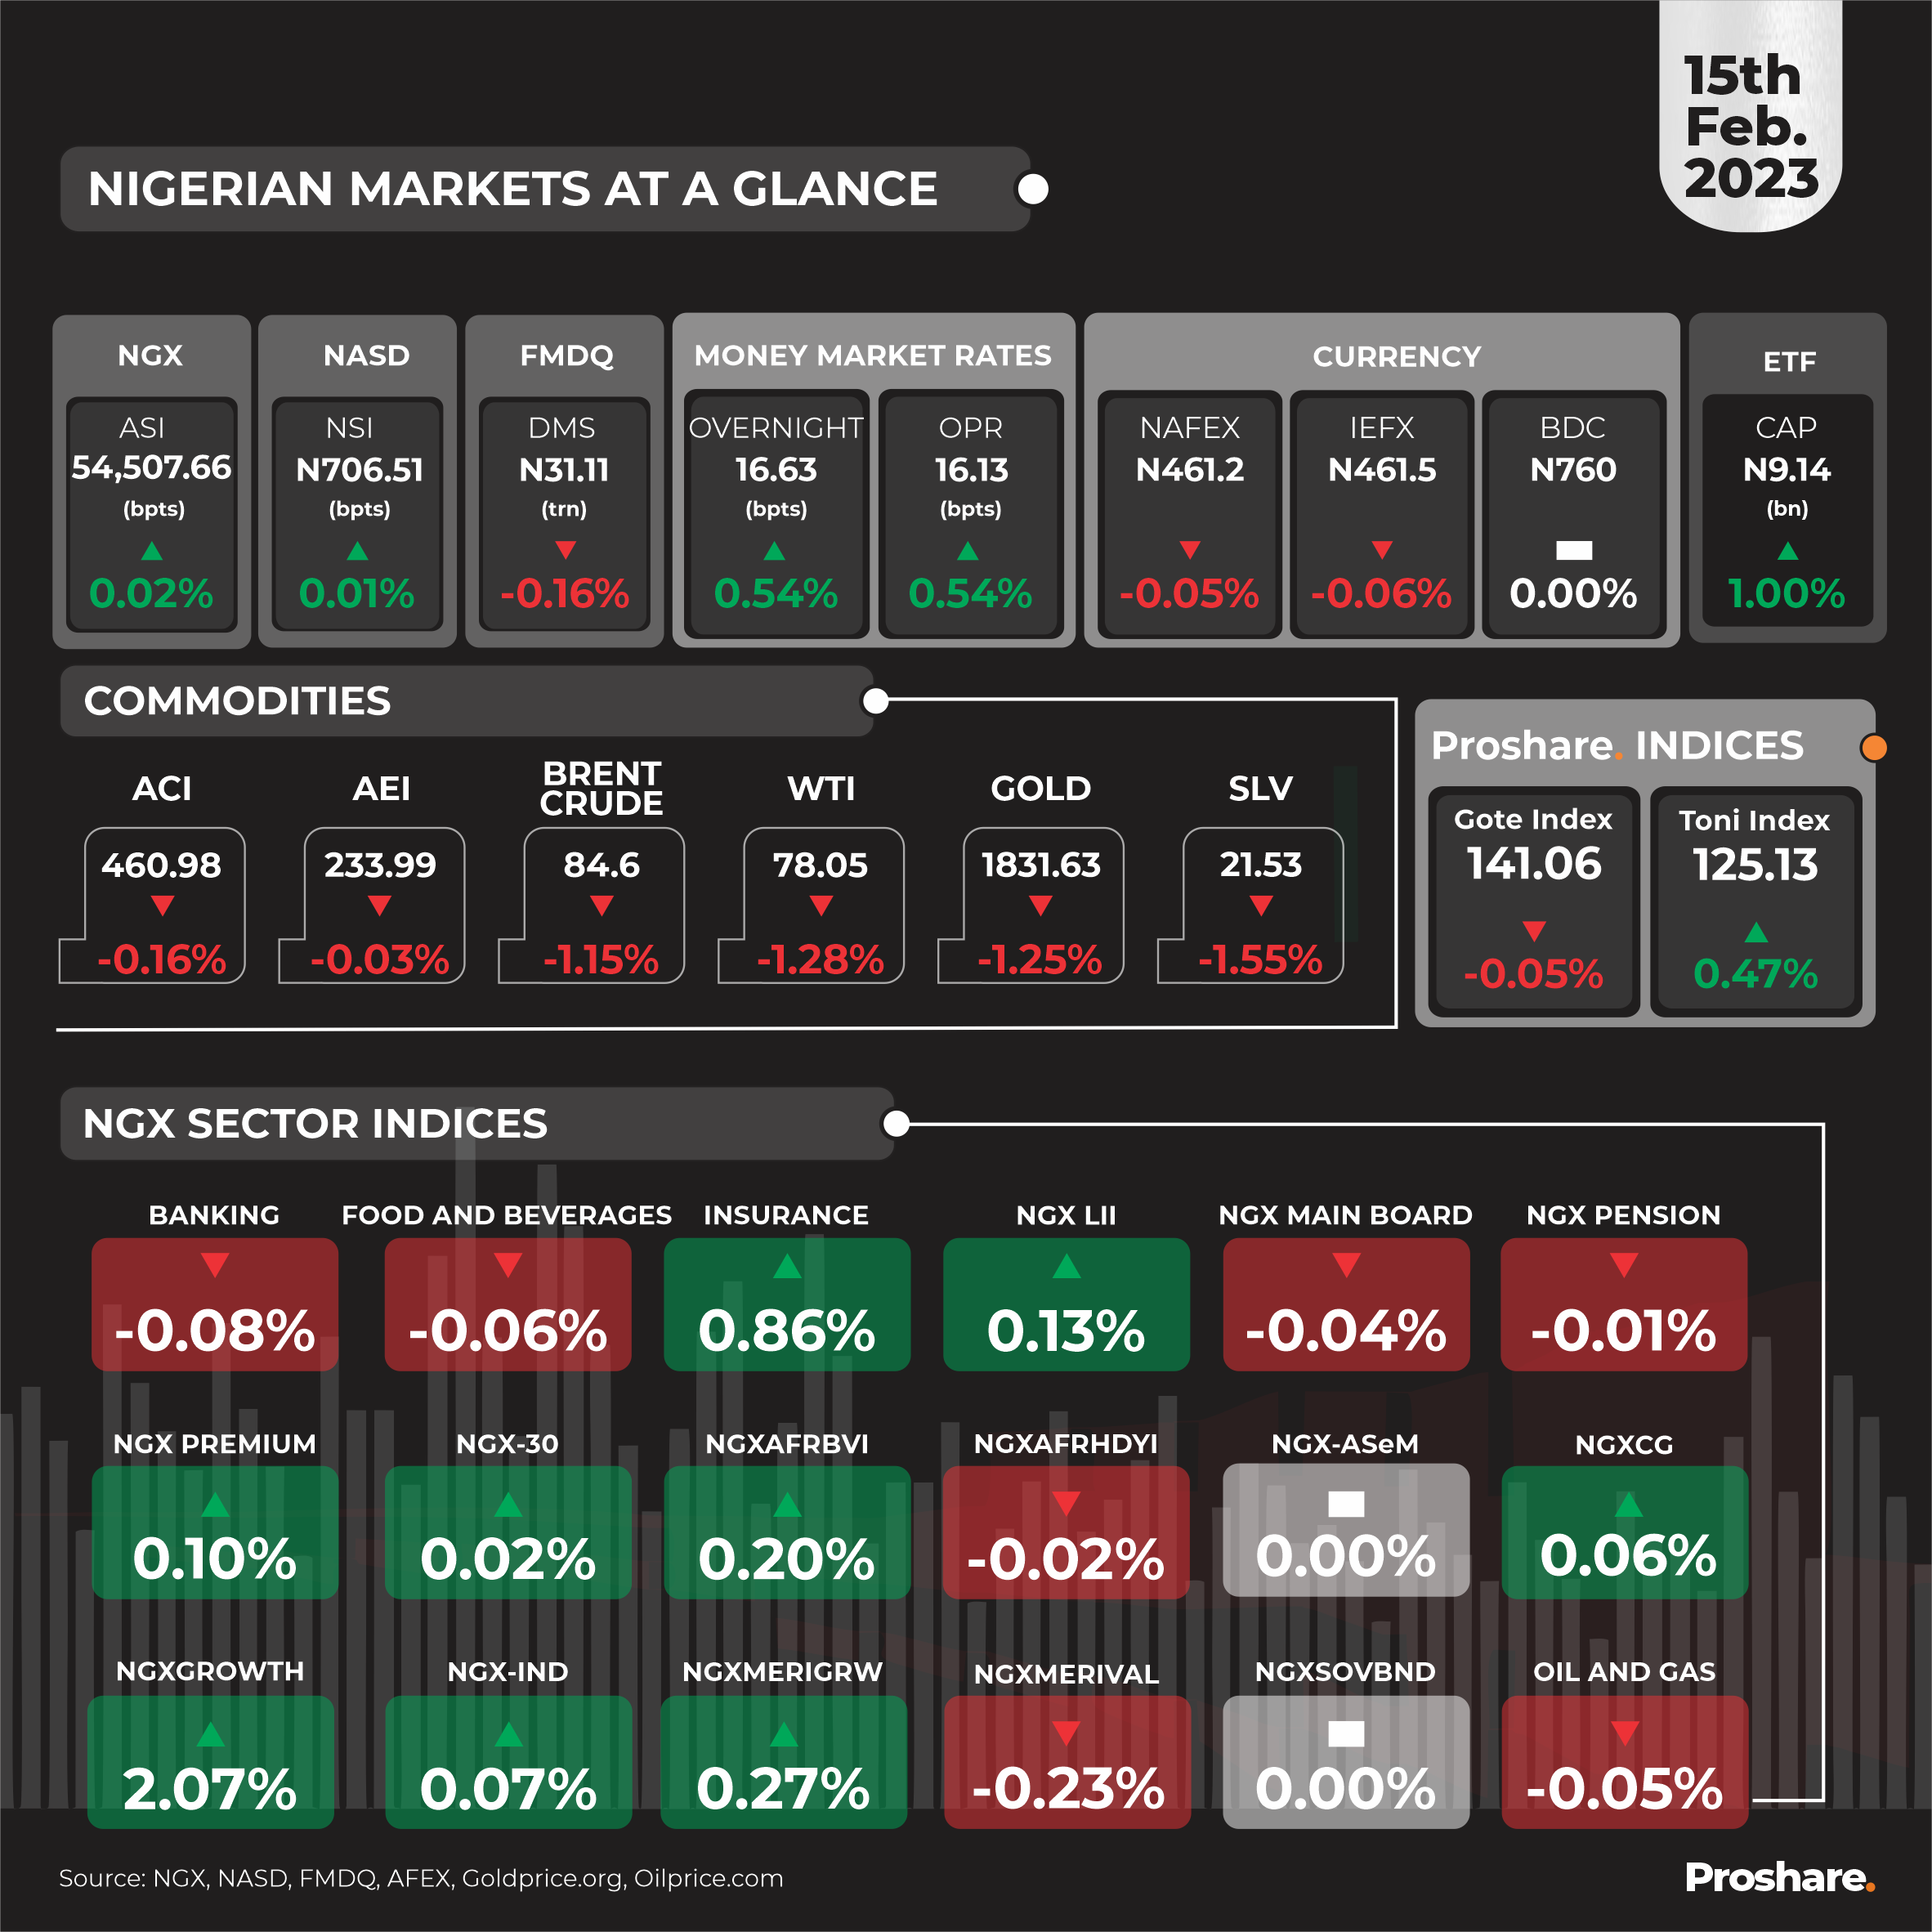 15th
Feb.
2023
NIGERIAN MARKETS AT A GLANCE
NGX
ASI
54,507.66
(bpts)
0.02%
NASD
NSI
N706.51
(bpts)
0.01%
FMDQ
DMS
N31.11
(trn)
-0.16%
MONEY MARKET RATES
OVERNIGHT
16.63
(bpts)
0.54%
OPR
16.13
(bpts)
0.54%
CURRENCY
NAFEX
N461.2
-0.05%
IEFX
N461.5
-0.06%
BDC
N760
0.00%
ETF
CAP
N9.14
(bn)
1.00%
COMMODITIES
ACI
460.98
-0.16%
AEI
233.99
-0.03%
BRENT
CRUDE
84.6
-1.15%
WTI
78.05
-1.28%
GOLD
1831.63
-1.25%
SLV
21.53
-1.55%
Proshare. INDICES
Gote Index
141.06
-0.05%
Toni Index
125.13
0.47%
NGX SECTOR INDICES
BANKING
-0.08%
FOOD AND BEVERAGES
-0.06%
INSURANCE
0.86%
NGX LII
0.13%
NGX MAIN BOARD
-0.04%
NGX PENSION
-0.01%
NGX PREMIUM
0.10%
NGX-30
0.02%
NGXAFRBVI
0.20%
NGXAFRHDYI
-0.02%
NGX-ASeM
0.00%
NGXCG
0.06%
NGXGROWTH
2.07%
NGX-IND
0.07%
NGXMERIGRW
0.27%
NGXMERIVAL
-0.23%
NGXSOVBND
0.00%
OIL AND GAS
-0.05%
Source: NGX, NASD, FMDQ, AFEX, Goldprice.org, Oilprice.com
Proshare.